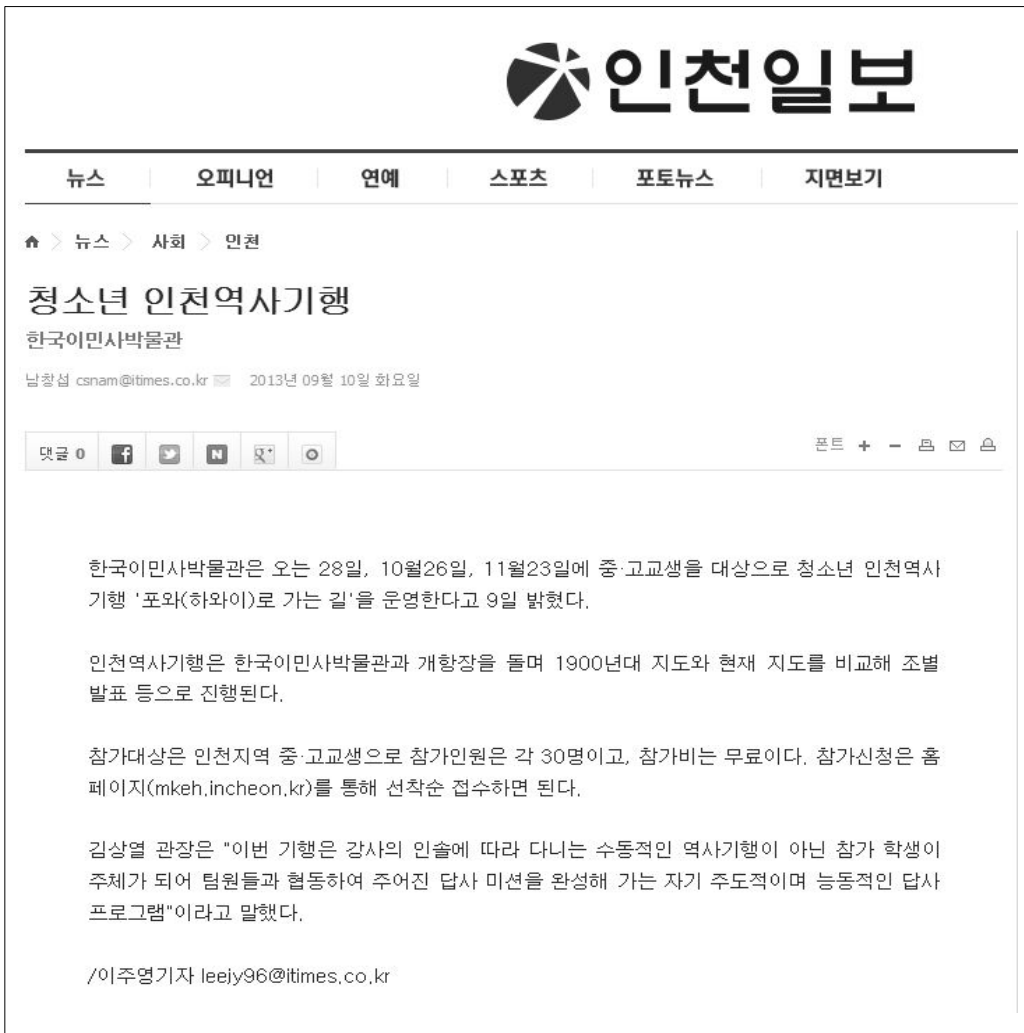 인천일보
뉴스 오피니언 연예 스포츠 포토뉴스 지면보기
뉴스 사회 인천
청소년 인천역사기행
한국이민사박물관
남창섭 csnam@itimes.co.kr 2013년 09월 10일 화요일
댓글 0 폰트 + -
한국이민사박물관은 오는 28일, 10월26일, 11월23일에 중·고교생을 대상으로 청소년 인천역사
기행 '포와(하와이)로 가는 길'을 운영한다고 9일 밝혔다.
인천역사기행은 한국이민사박물관과 개항장을 돌며 1900년대 지도와 현재 지도를 비교해 조별
발표 등으로 진행된다.
참가대상은 인천지역 중·고교생으로 참가인원은 각 30명이고, 참가비는 무료이다. 참가신청은 홈
페이지(mkeh.incheon.kr)를 통해 선착순 접수하면 된다.
김상열 관장은 "이번 기행은 강사의 인솔에 따라 다니는 수동적인 역사기행이 아닌 참가 학생이
주체가 되어 팀원들과 협동하여 주어진 답사 미션을 완성해 가는 자기 주도적이며 능동적인 답사
프로그램"이라고 말했다.
/이주영기자 leejy96@itimes.co.kr